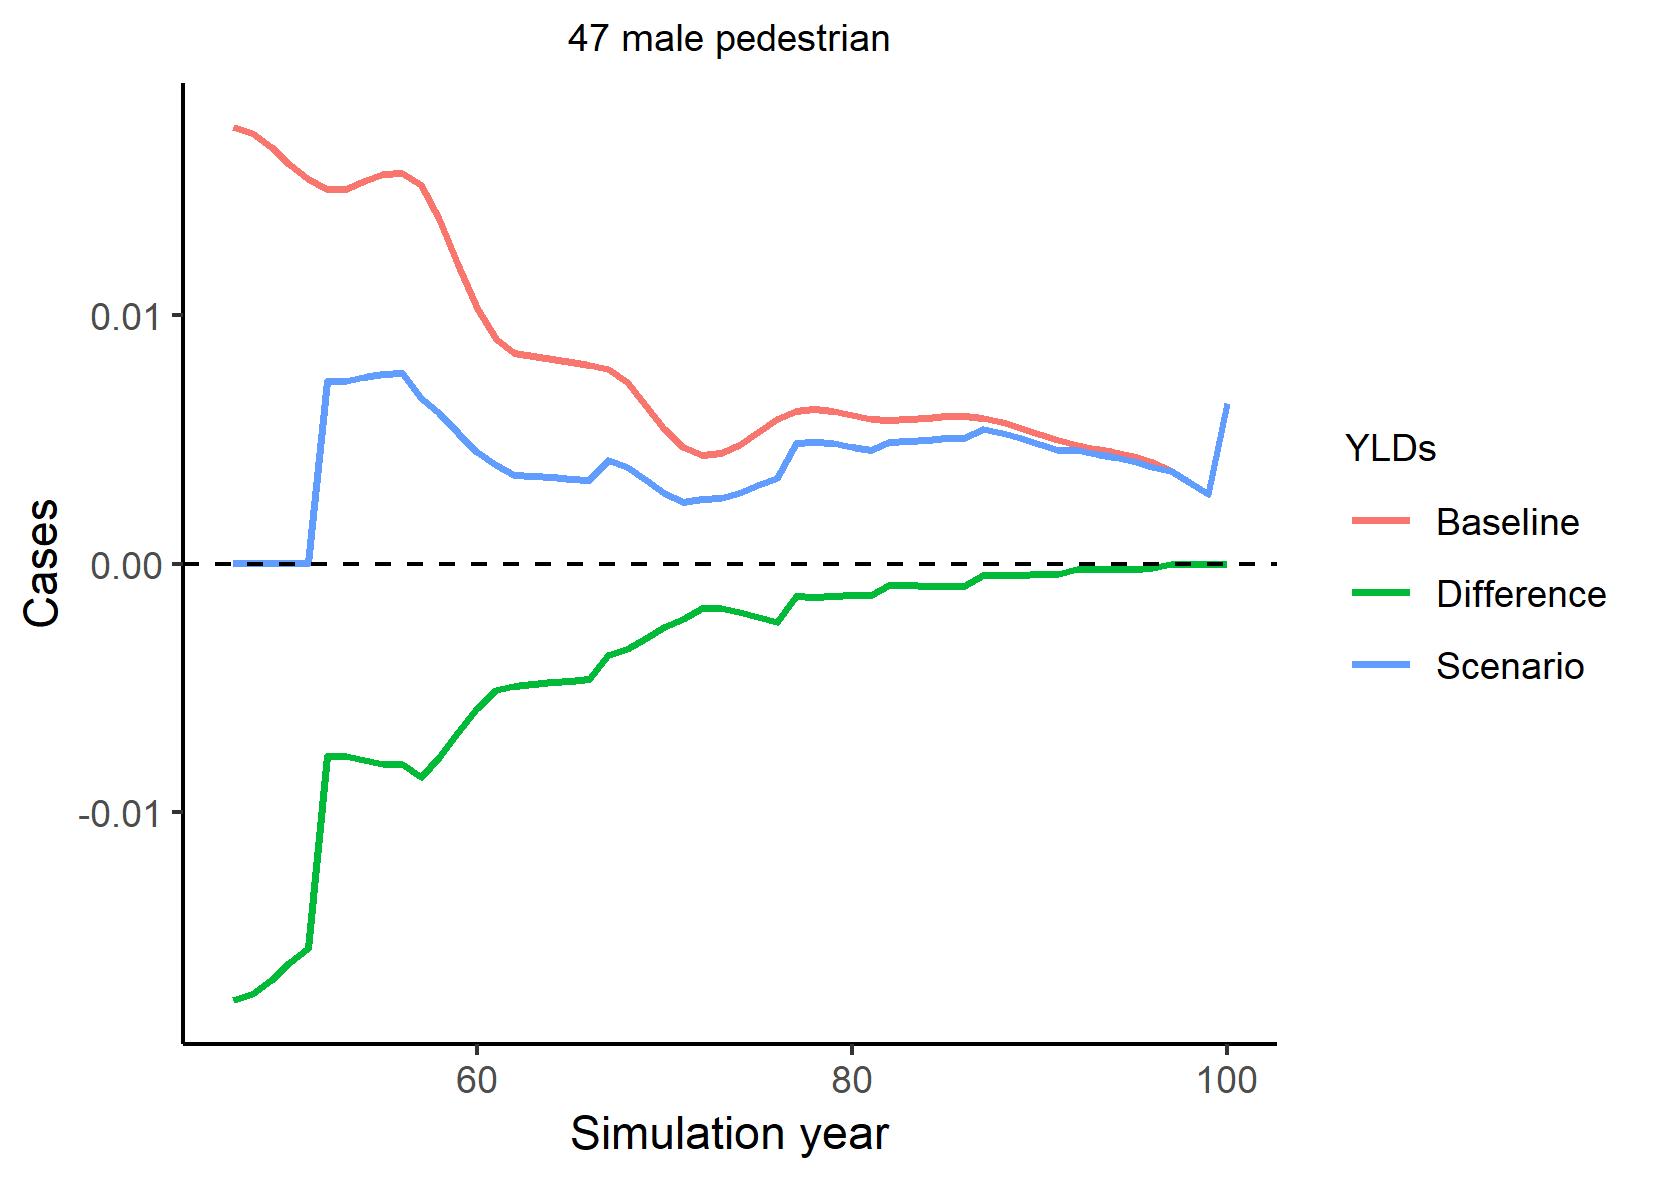 47 male pedestrian
Cases
0.01
0.00
-0.01
60 80 100
Simulation year
YLDs
Baseline
Difference
Scenario